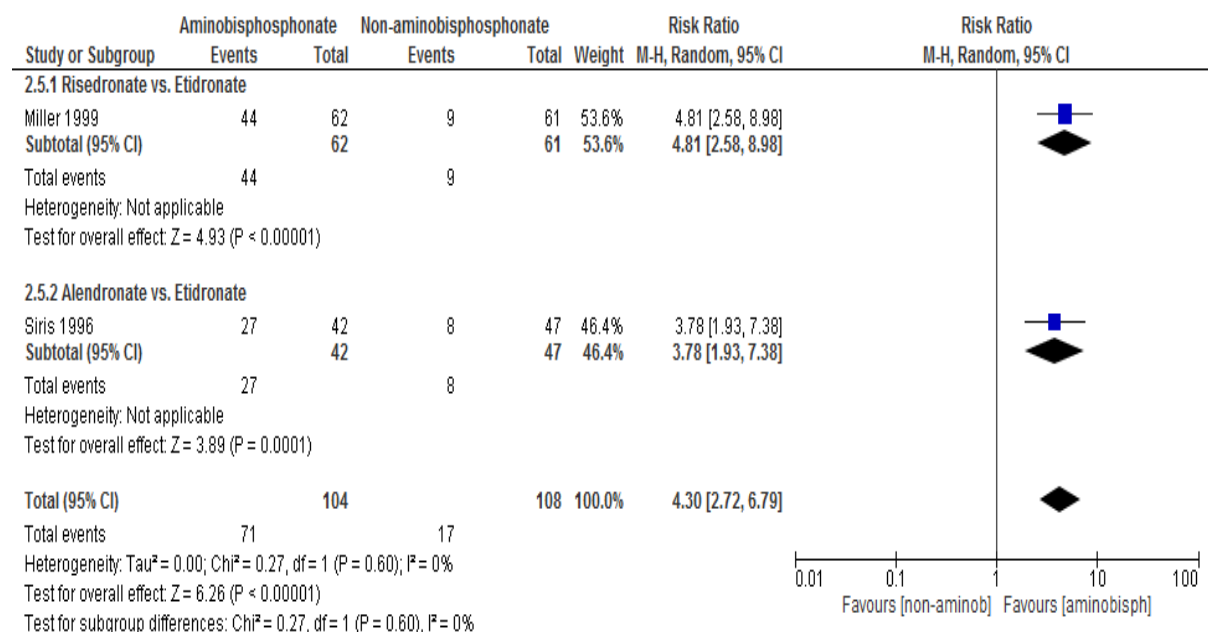 Aminobisphosphonate Non-aminobisphosphonate Risk Ratio Risk Ratio
Study or Subgroup Events Total Events Total Weight M-H, Random, 95% CI M-H, Random, 95% CI
2.5.1 Risedronate vs. Etidronate
Miller 1999 44 62 9 61 53.6% 4.81 [2.58, 8.98]
Subtotal (95% CI) 62 61 53.6% 4.81 [2.58, 8.98]
Total events 44 9
Heterogeneity: Not applicable
Test for overall effect: Z = 4.93 (P < 0.00001)
2.5.2 Alendronate vs. Etidronate
Siris 1996 27 42 8 47 46.4% 3.78 [1.93, 7.38]
Subtotal (95% CI) 42 47 46.4% 3.78 [1.93, 7.38]
Total events 27 8
Heterogeneity: Not applicable
Test for overall effect: Z = 3.89 (P = 0.0001)
Total (95% CI) 104 108 100.0% 4.30 [2.72, 6.79]
Total events 71 17
Heterogeneity: Tau² = 0.00; Chi² = 0.27, df = 1 (P = 0.60); I² = 0%
Test for overall effect: Z = 6.26 (P < 0.00001)
Test for subgroup differences: Chi² = 0.27, df = 1 (P = 0.60), I² = 0%
0.01 0.1 1 10 100
Favours [non-aminob] Favours [aminobisph]